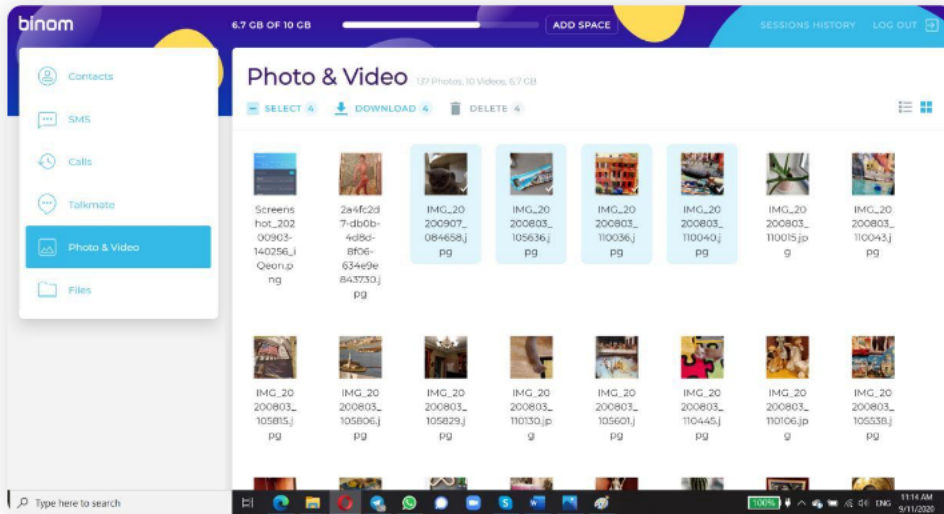 binom
6.7 GB OF 10 GB
ADD SPACE
SESSIONS HISTORY
LOG OUT
Contacts
SMS
Calls
Talkmate
Photo & Video
Files
Photo & Video 137 Photos, 10 Videos, 6.7 GB
SELECT 4
DOWNLOAD 4
DELETE 4
Screens
hot_202
00903-
140256_i
Qeon.p
ng
2a4fc2d
7-db0b-
4d8d-
8f06-
634e9e
843730.j
pg
IMG_20
200907_
084658.j
pg
IMG_20
200803_
105636.j
pg
IMG_20
200803_
110036.j
pg
IMG_20
200803_
110040.j
pg
IMG_20
200803_
110015.jp
g
IMG_20
200803_
110043.j
pg
IMG_20
200803_
105815.j
pg
IMG_20
200803_
105806.j
pg
IMG_20
200803_
105829.j
pg
IMG_20
200803_
110130.jp
g
IMG_20
200803_
105601.j
pg
IMG_20
200803_
110445.j
pg
IMG_20
200803_
110106.jp
g
IMG_20
200803_
105538.j
pg
Type here to search
100%
ENG
11:14 AM
9/11/2020